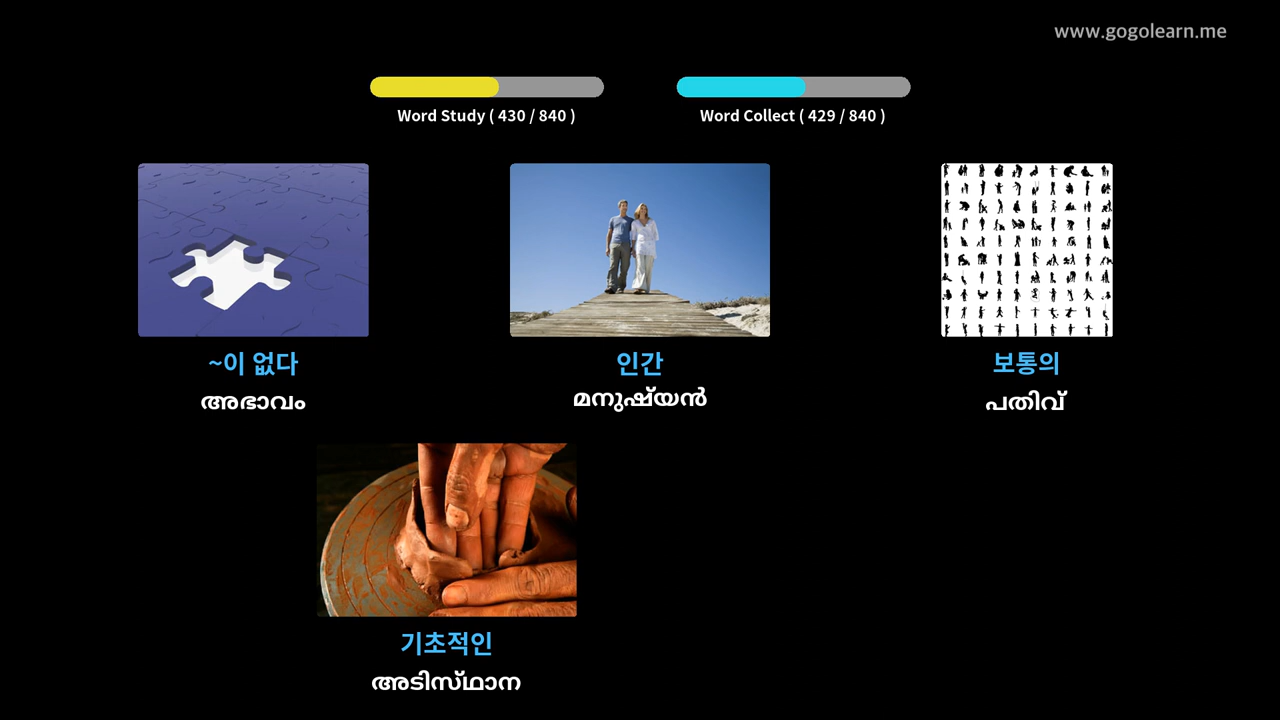 www.gogolearn.me
Word Study ( 430 / 840 )
Word Collect ( 429 / 840 )
~이 없다
അഭാവം
인간
മനുഷ്യൻ
보통의
പതിവ്
기초적인
അടിസ്ഥാന